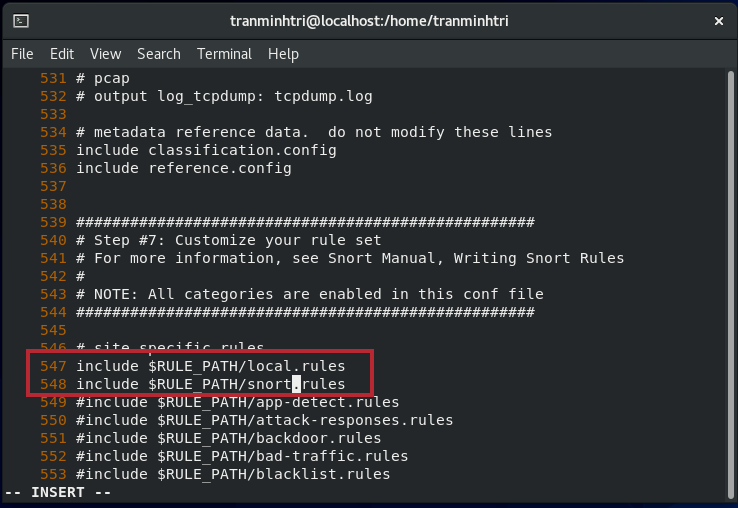 tranminhtri@localhost:/home/tranminhtri
File Edit View Search Terminal Help
531 # pcap
532 # output log_tcpdump: tcpdump.log
533
534 # metadata reference data.  do not modify these lines
535 include classification.config
536 include reference.config
537
538
539 ###################################################
540 # Step #7: Customize your rule set
541 # For more information, see Snort Manual, Writing Snort Rules
542 #
543 # NOTE: All categories are enabled in this conf file
544 ###################################################
545
546 # site specific rules
547 include $RULE_PATH/local.rules
548 include $RULE_PATH/snort.rules
549 #include $RULE_PATH/app-detect.rules
550 #include $RULE_PATH/attack-responses.rules
551 #include $RULE_PATH/backdoor.rules
552 #include $RULE_PATH/bad-traffic.rules
553 #include $RULE_PATH/blacklist.rules
-- INSERT --